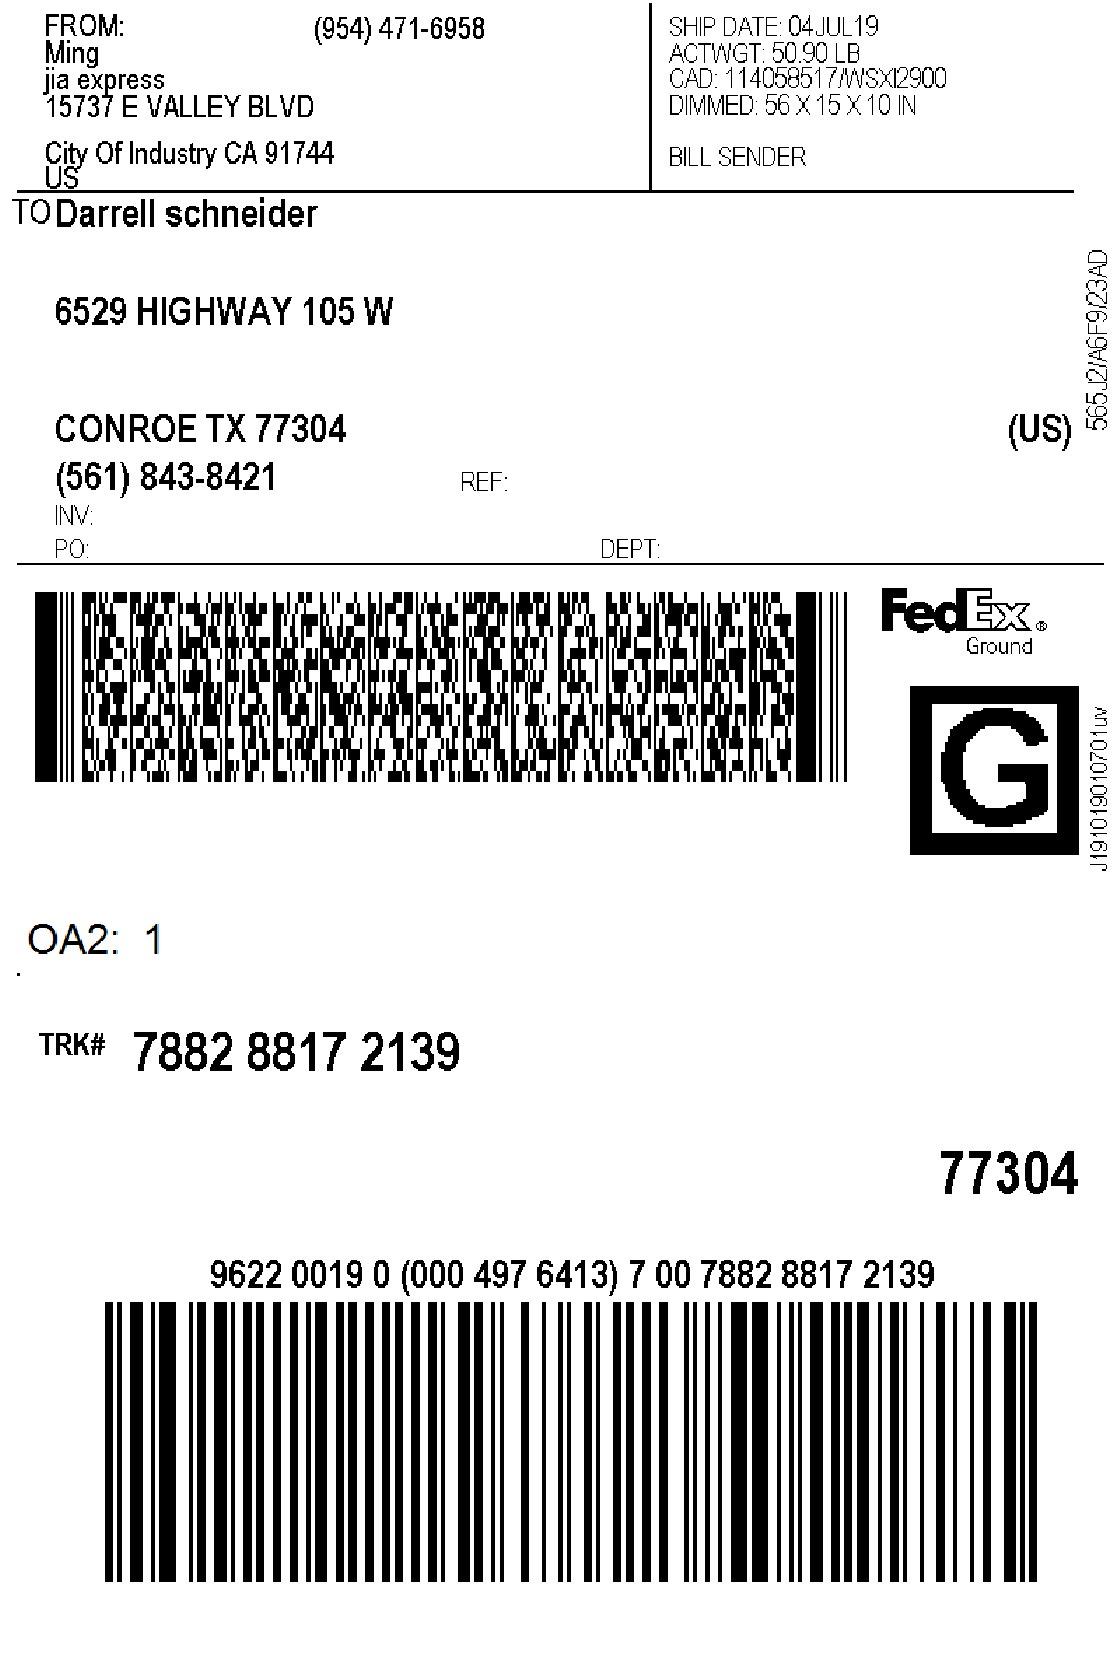 FROM: (954) 471-6958
Ming
jia express
15737 E VALLEY BLVD
City Of Industry CA 91744
US
SHIP DATE: 04JUL19
ACTWGT: 50.90 LB
CAD: 114058517/WSXI2900
DIMMED: 56 X 15 X 10 IN
BILL SENDER
TO Darrell schneider
6529 HIGHWAY 105 W
CONROE TX 77304 (US)
(561) 843-8421 REF:
INV:
PO: DEPT:
565J2/A6F9/23AD
FedEx®
Ground
G
J191019010701uv
OA2: 1
.
TRK# 7882 8817 2139
77304
9622 0019 0 (000 497 6413) 7 00 7882 8817 2139